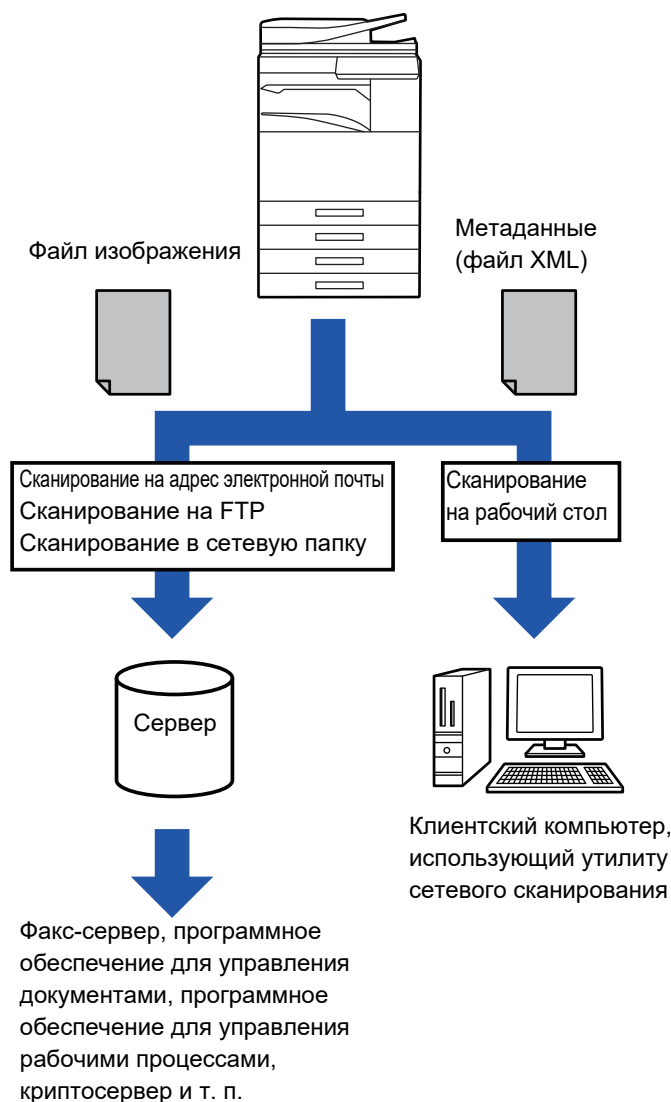 Файл изображения
Метаданные
(файл XML)
Сканирование на адрес электронной почты
Сканирование на FTP
Сканирование в сетевую папку
Сканирование
на рабочий стол
Сервер
Клиентский компьютер,
использующий утилиту
сетевого сканирования
Факс-сервер, программное
обеспечение для управления
документами, программное
обеспечение для управления
рабочими процессами,
криптосервер и т. п.